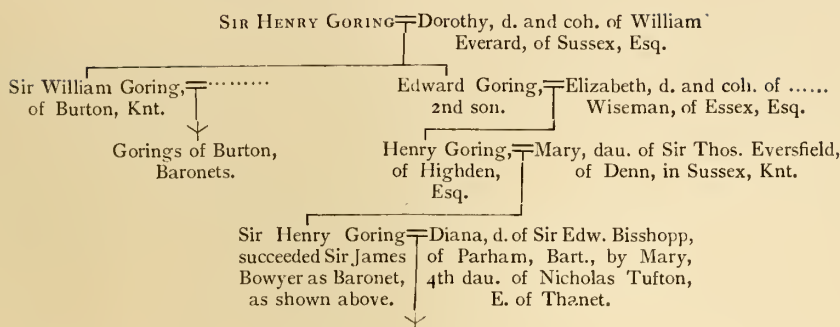 SIR HENRY GORING=Dorothy, d. and coh. of William
Everard, of Sussex, Esq.
Sir William Goring,=.........
of Burton, Knt.
Gorings of Burton,
Baronets.
Edward Goring,=Elizabeth, d. and coh. of ......
2nd son.
Wiseman, of Essex, Esq.
Henry Goring,=Mary, dau. of Sir Thos. Eversfield,
of Highden,
Esq.
of Denn, in Sussex, Knt.
Sir Henry Goring=Diana, d. of Sir Edw. Bisshopp,
succeeded Sir James
Bowyer as Baronet,
as shown above.
of Parham, Bart., by Mary,
4th dau. of Nicholas Tufton,
E. of Thanet.